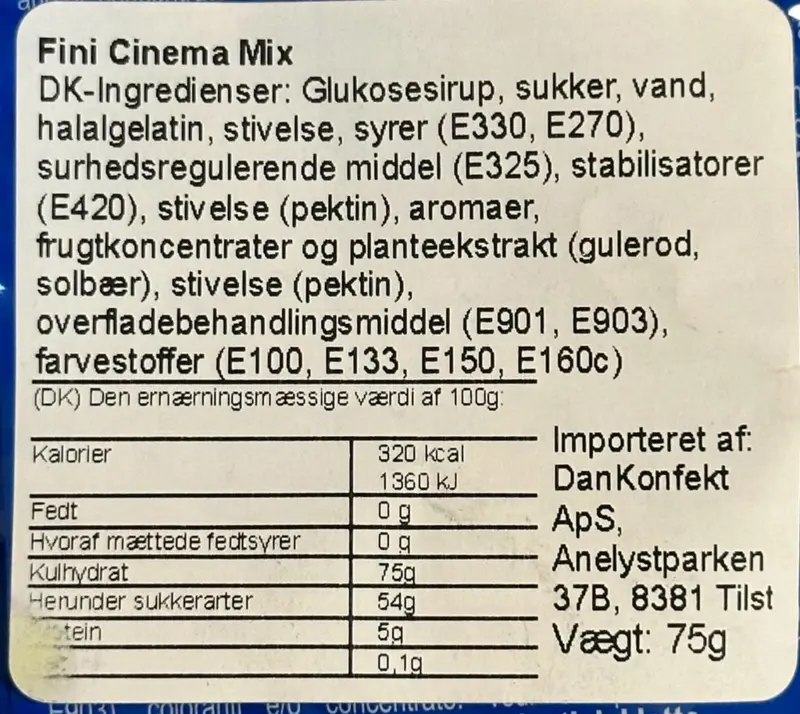 Fini Cinema Mix
DK-Ingredienser: Glukosesirup, sukker, vand,
halalgelatin, stivelse, syrer (E330, E270),
surhedsregulerende middel (E325), stabilisatorer
(E420), stivelse (pektin), aromaer,
frugtkoncentrater og planteekstrakt (gulerod,
solbær), stivelse (pektin),
overfladebehandlingsmiddel (E901, E903),
farvestoffer (E100, E133, E150, E160c)
(DK) Den ernærningsmæssige værdi af 100g:
Kalorier 320 kcal
1360 kJ
Fedt 0 g
Hvoraf mættede fedtsyrer 0 g
Kulhydrat 75g
Herunder sukkerarter 54g
5g
0,1g
Importeret af:
DanKonfekt
ApS,
Anelystparken
37B, 8381 Tilst
Vægt: 75g